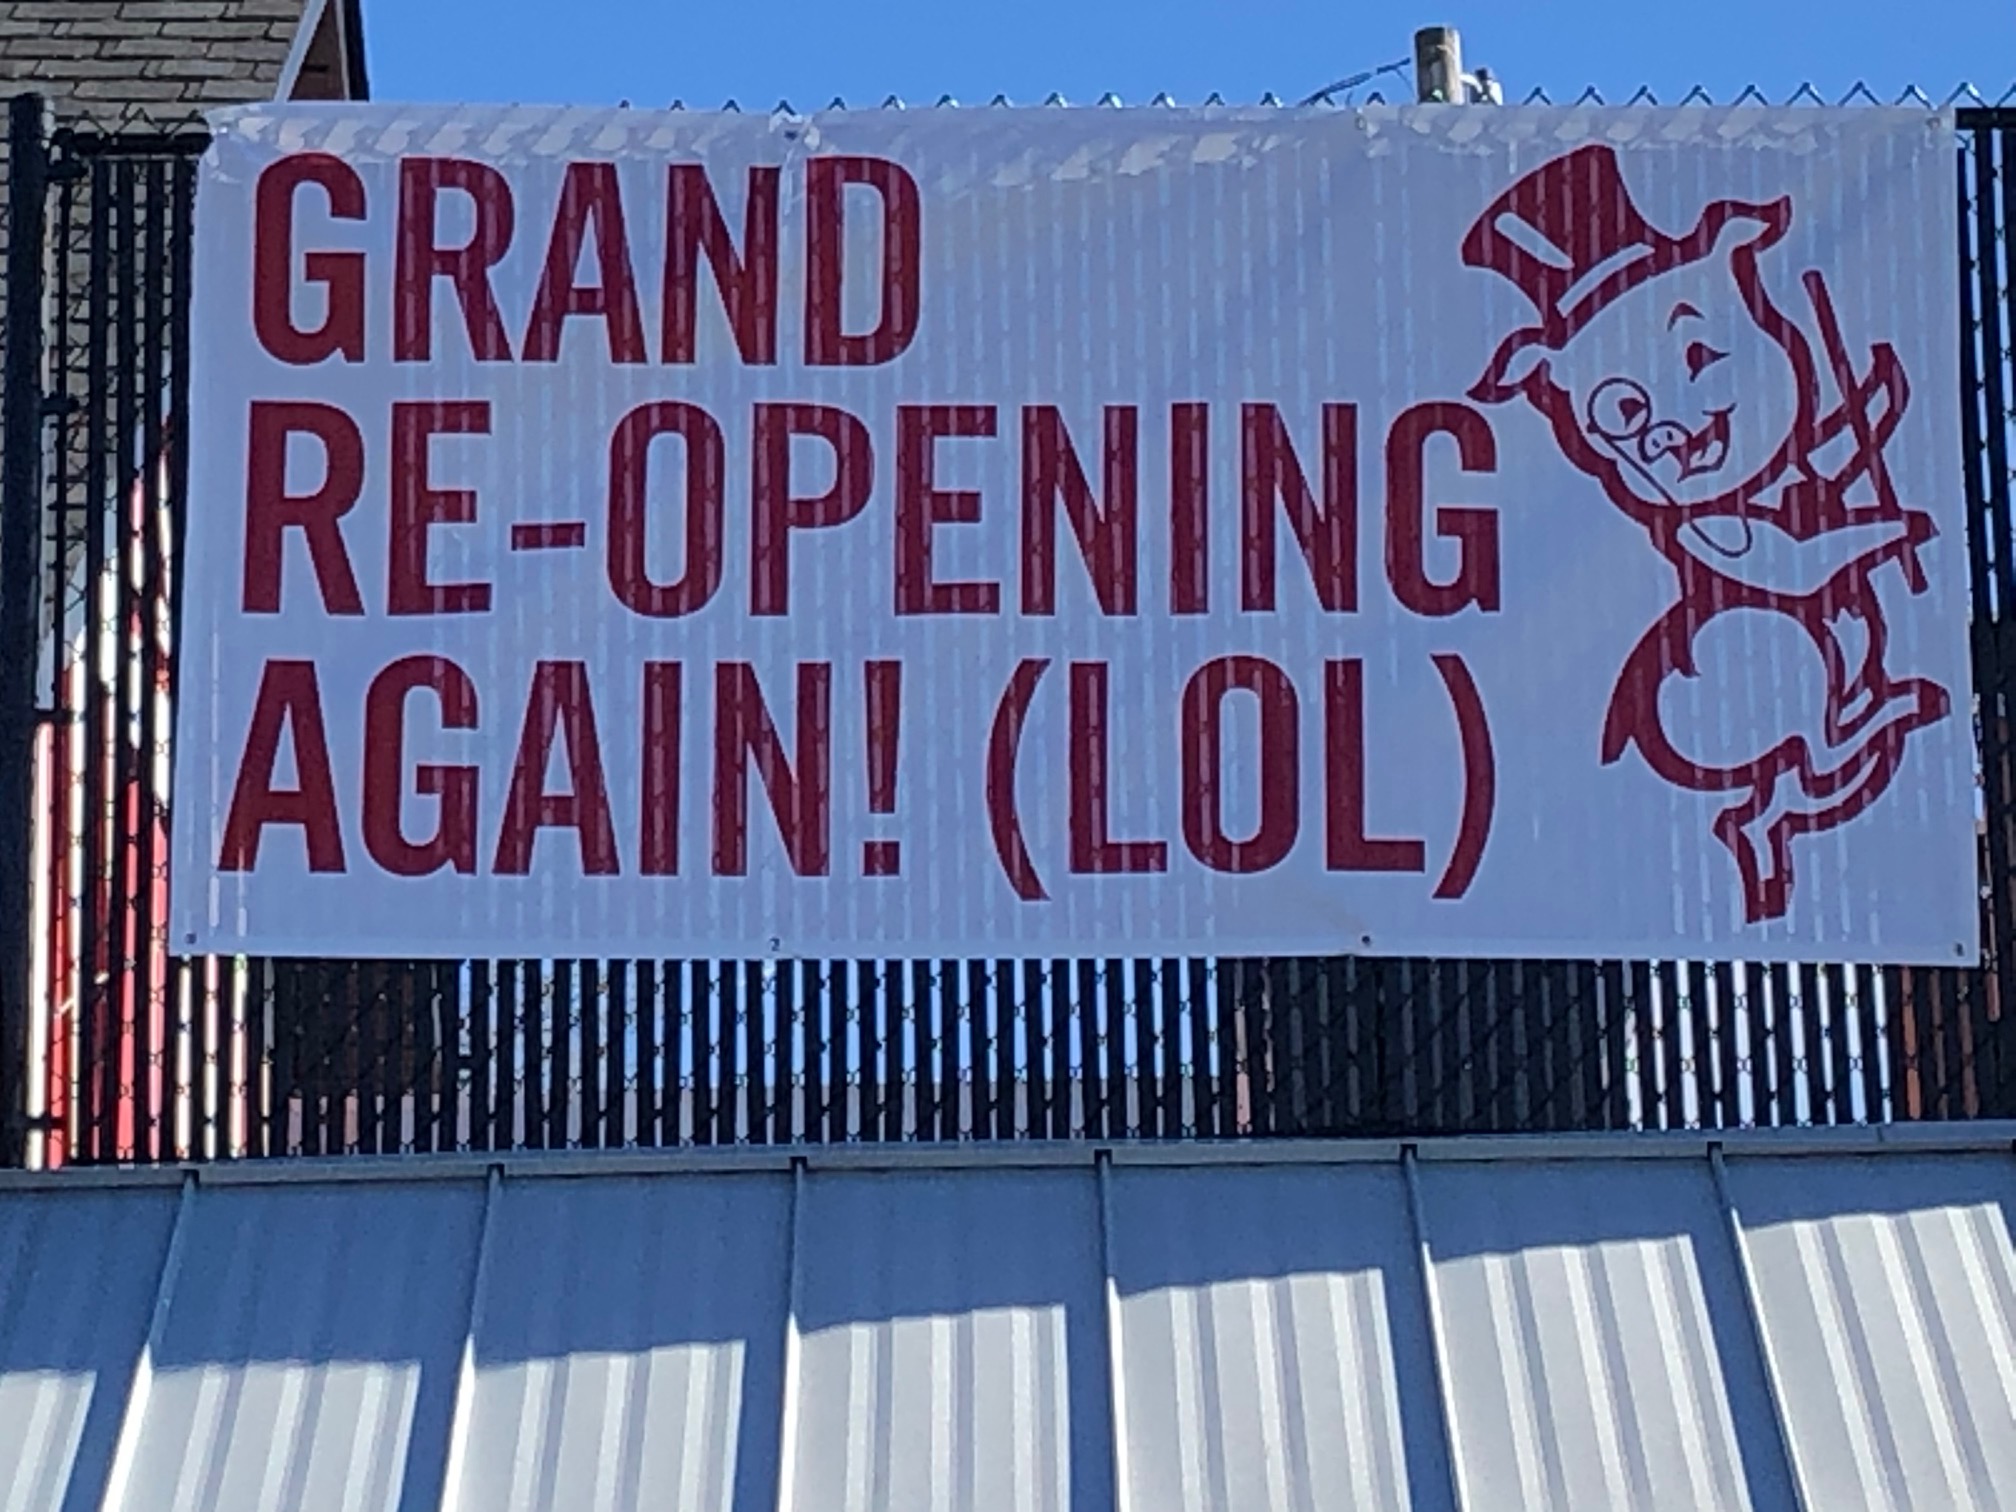 GRAND
RE-OPENING
AGAIN! (LOL)